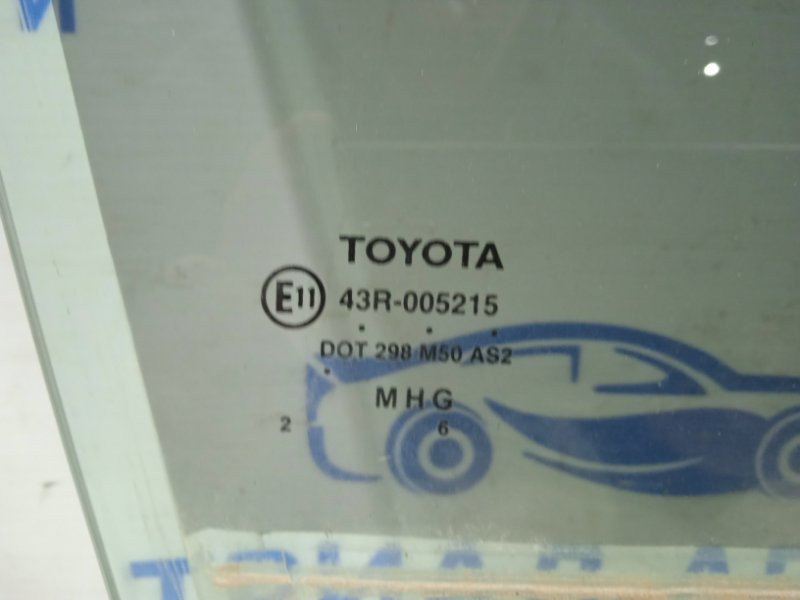 TOYOTA
E11 43R-005215
DOT 298 M50 AS2
M H G
2 6